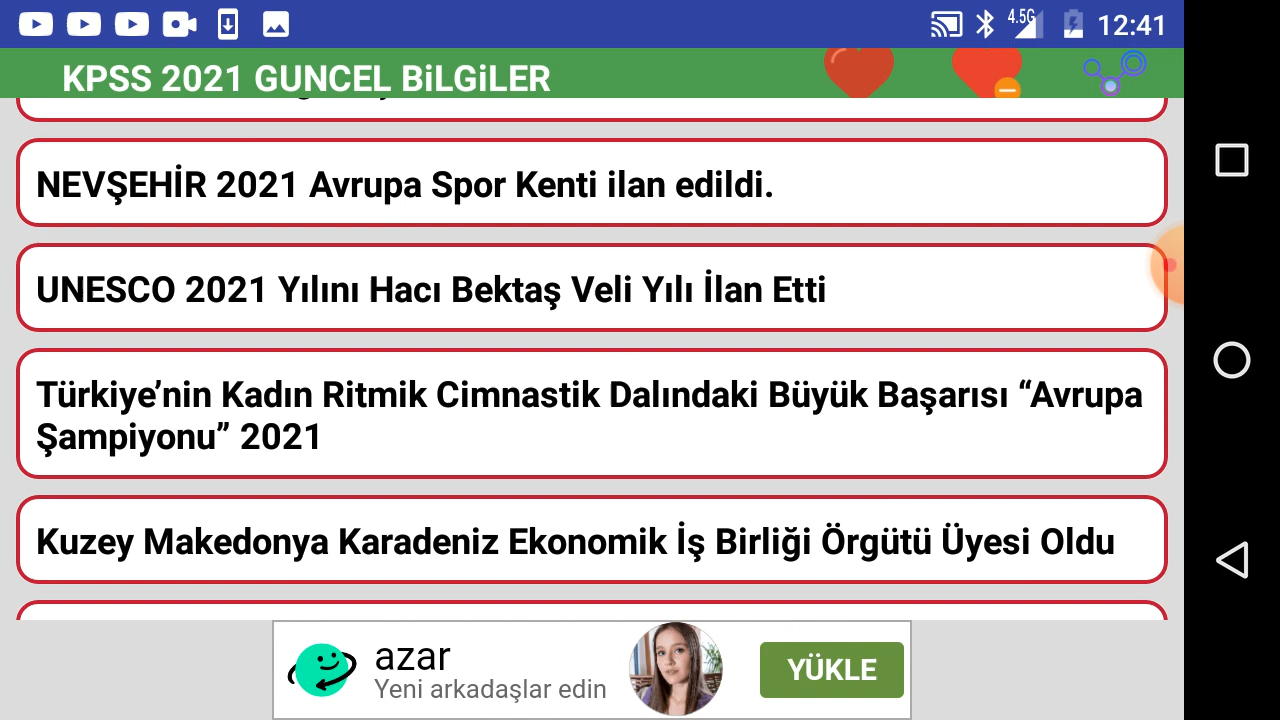 4.5G 12:41
KPSS 2021 GUNCEL BiLGiLER
NEVŞEHİR 2021 Avrupa Spor Kenti ilan edildi.
UNESCO 2021 Yılını Hacı Bektaş Veli Yılı İlan Etti
Türkiye’nin Kadın Ritmik Cimnastik Dalındaki Büyük Başarısı “Avrupa
Şampiyonu” 2021
Kuzey Makedonya Karadeniz Ekonomik İş Birliği Örgütü Üyesi Oldu
azar
Yeni arkadaşlar edin
YÜKLE